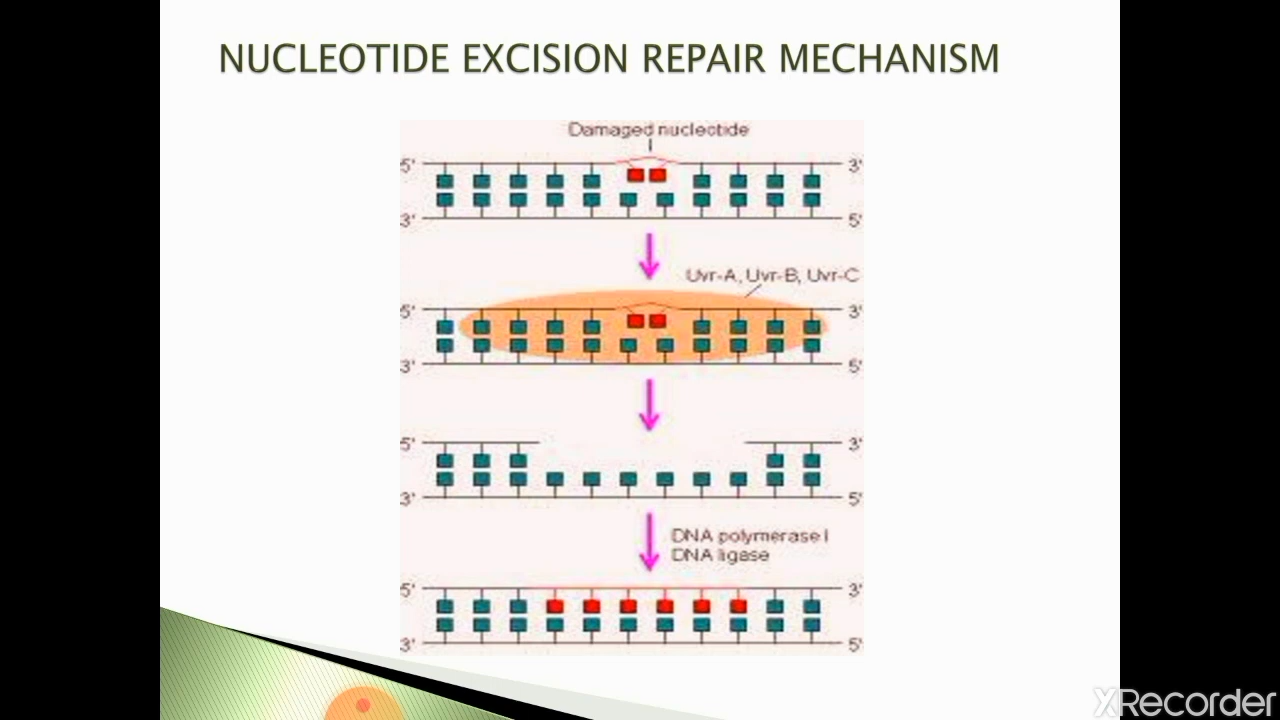 NUCLEOTIDE EXCISION REPAIR MECHANISM
Damaged nucleotide
5' 3'
3' 5'
Uvr-A, Uvr-B, Uvr-C
5' 3'
3' 5'
5' 3'
3' 5'
DNA polymerase I
DNA ligase
5' 3'
3' 5'
XRecorder